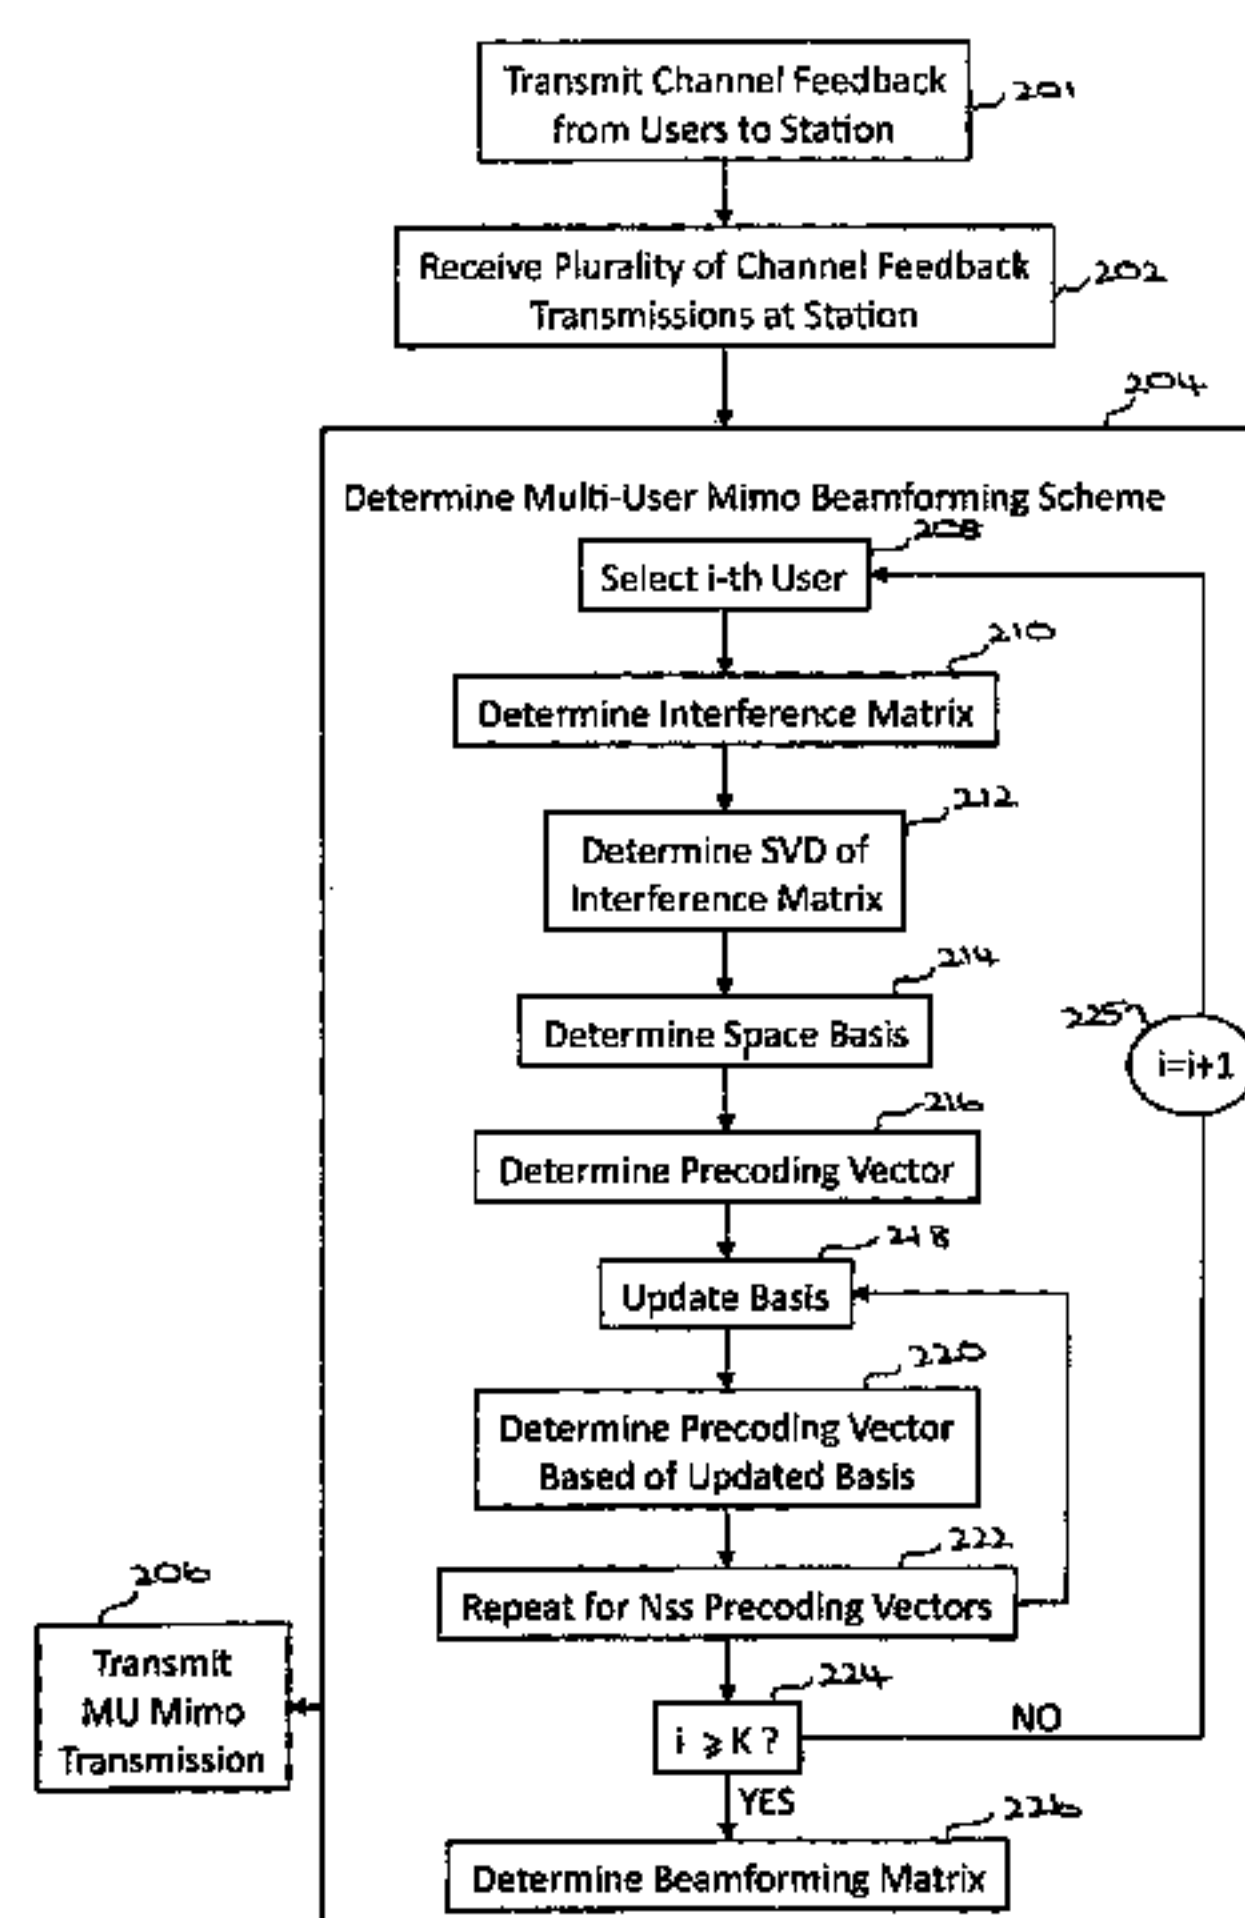 Transmit Channel Feedback
from Users to Station
201
Receive Plurality of Channel Feedback
Transmissions at Station
202
204
Determine Multi-User Mimo Beamforming Scheme
208
Select i-th User
210
Determine Interference Matrix
212
Determine SVD of
Interference Matrix
214
Determine Space Basis
225
i=i+1
216
Determine Precoding Vector
218
Update Basis
220
Determine Precoding Vector
Based of Updated Basis
222
Repeat for Nss Precoding Vectors
206
Transmit
MU Mimo
Transmission
224
i ⩾ K ?
NO
YES
226
Determine Beamforming Matrix